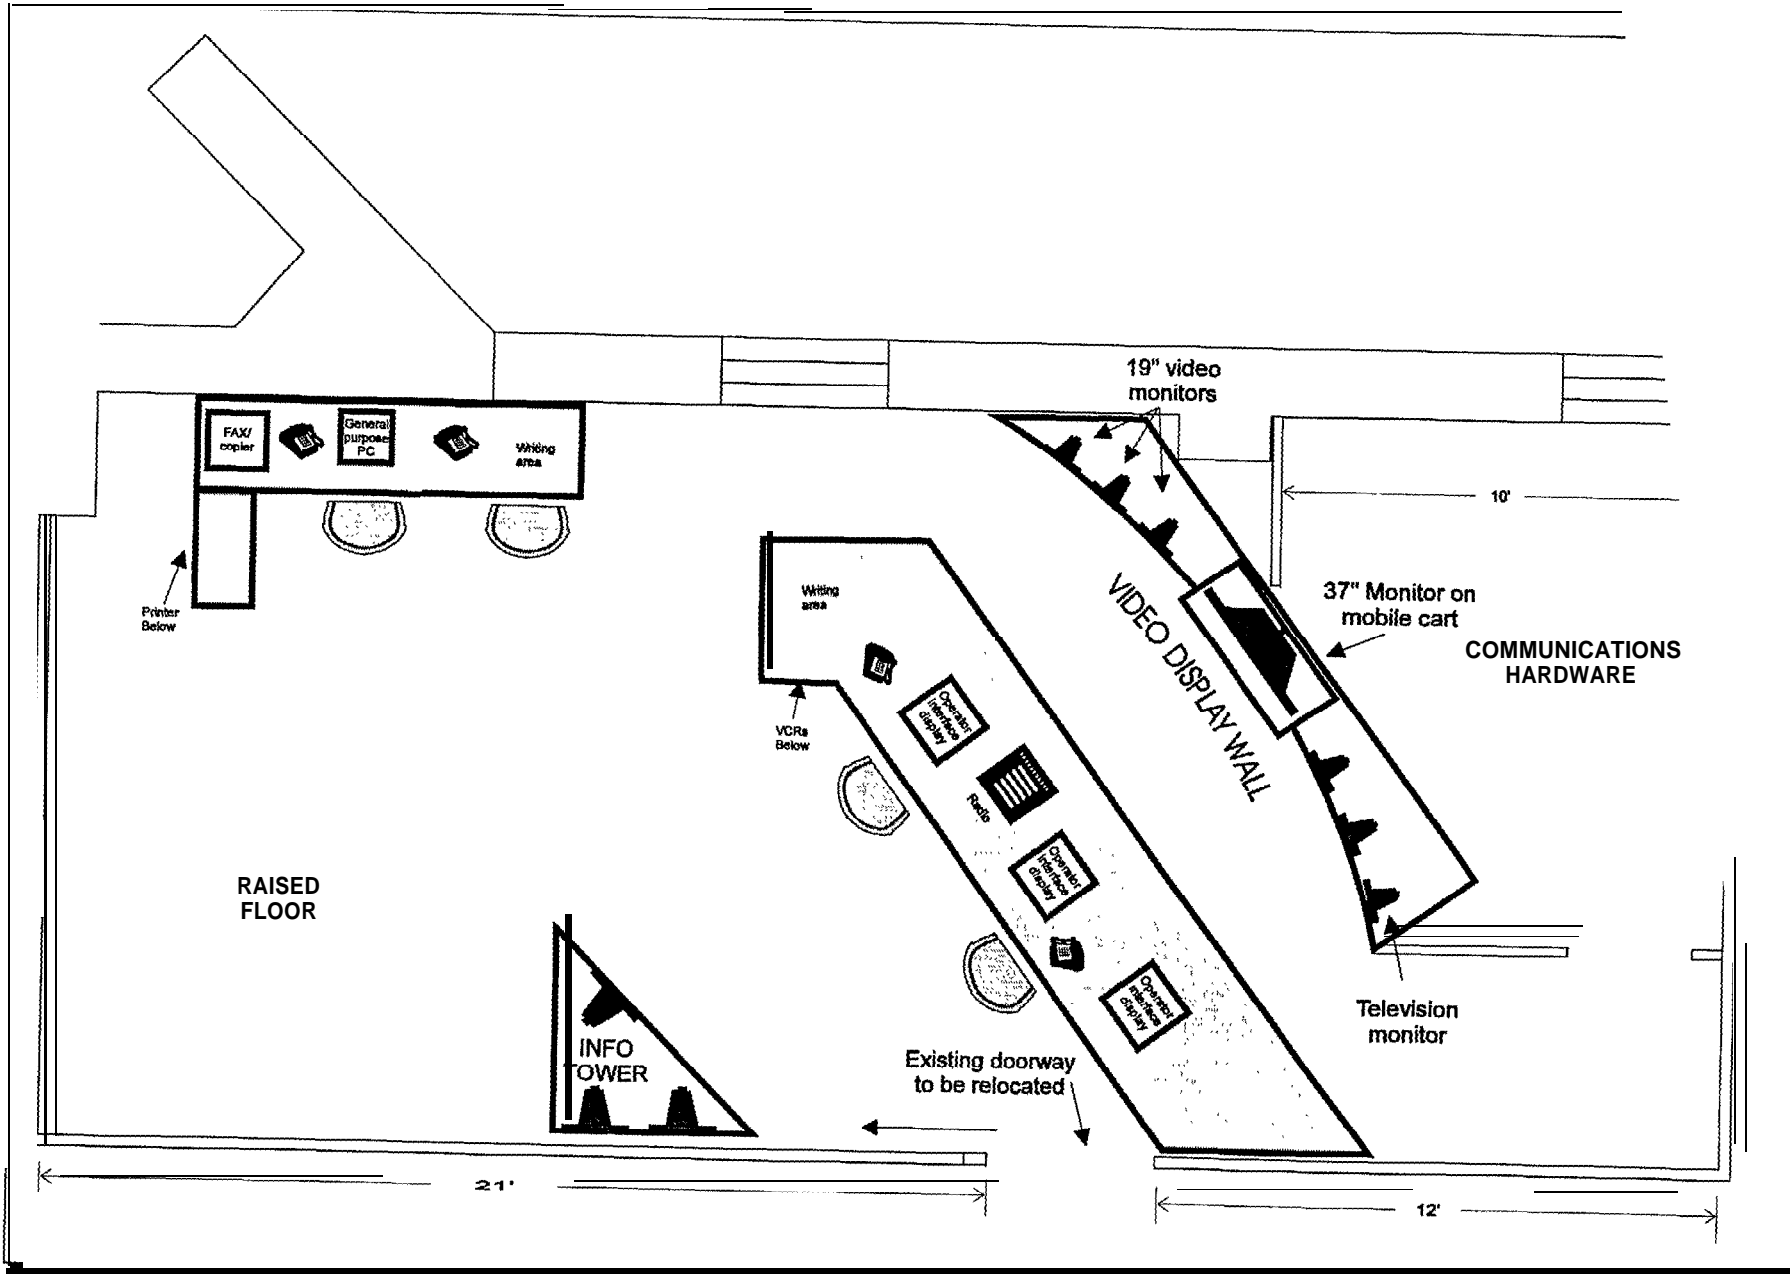 19" video
monitors
FAX/
copier
General
purpose
PC
Writing
area
10'
Printer
Below
Writing
area
37" Monitor on
mobile cart
COMMUNICATIONS
HARDWARE
VIDEO DISPLAY WALL
VCRs
Below
Operator
interface
display
Radio
Operator
interface
display
RAISED
FLOOR
Operator
interface
display
Television
monitor
INFO
TOWER
Existing doorway
to be relocated
21'
12'